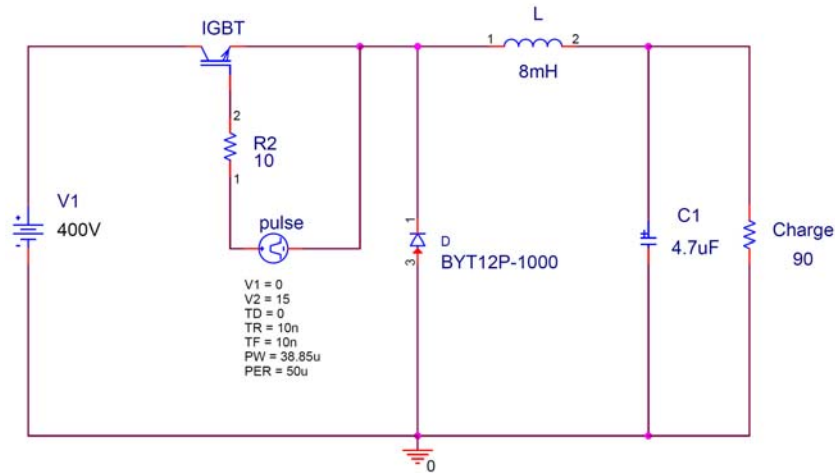 L
IGBT
1
2
8mH
2
R2
10
1
V1
400V
pulse
V1 = 0
V2 = 15
TD = 0
TR = 10n
TF = 10n
PW = 38.85u
PER = 50u
1
D
BYT12P-1000
3
C1
4.7uF
Charge
90
0